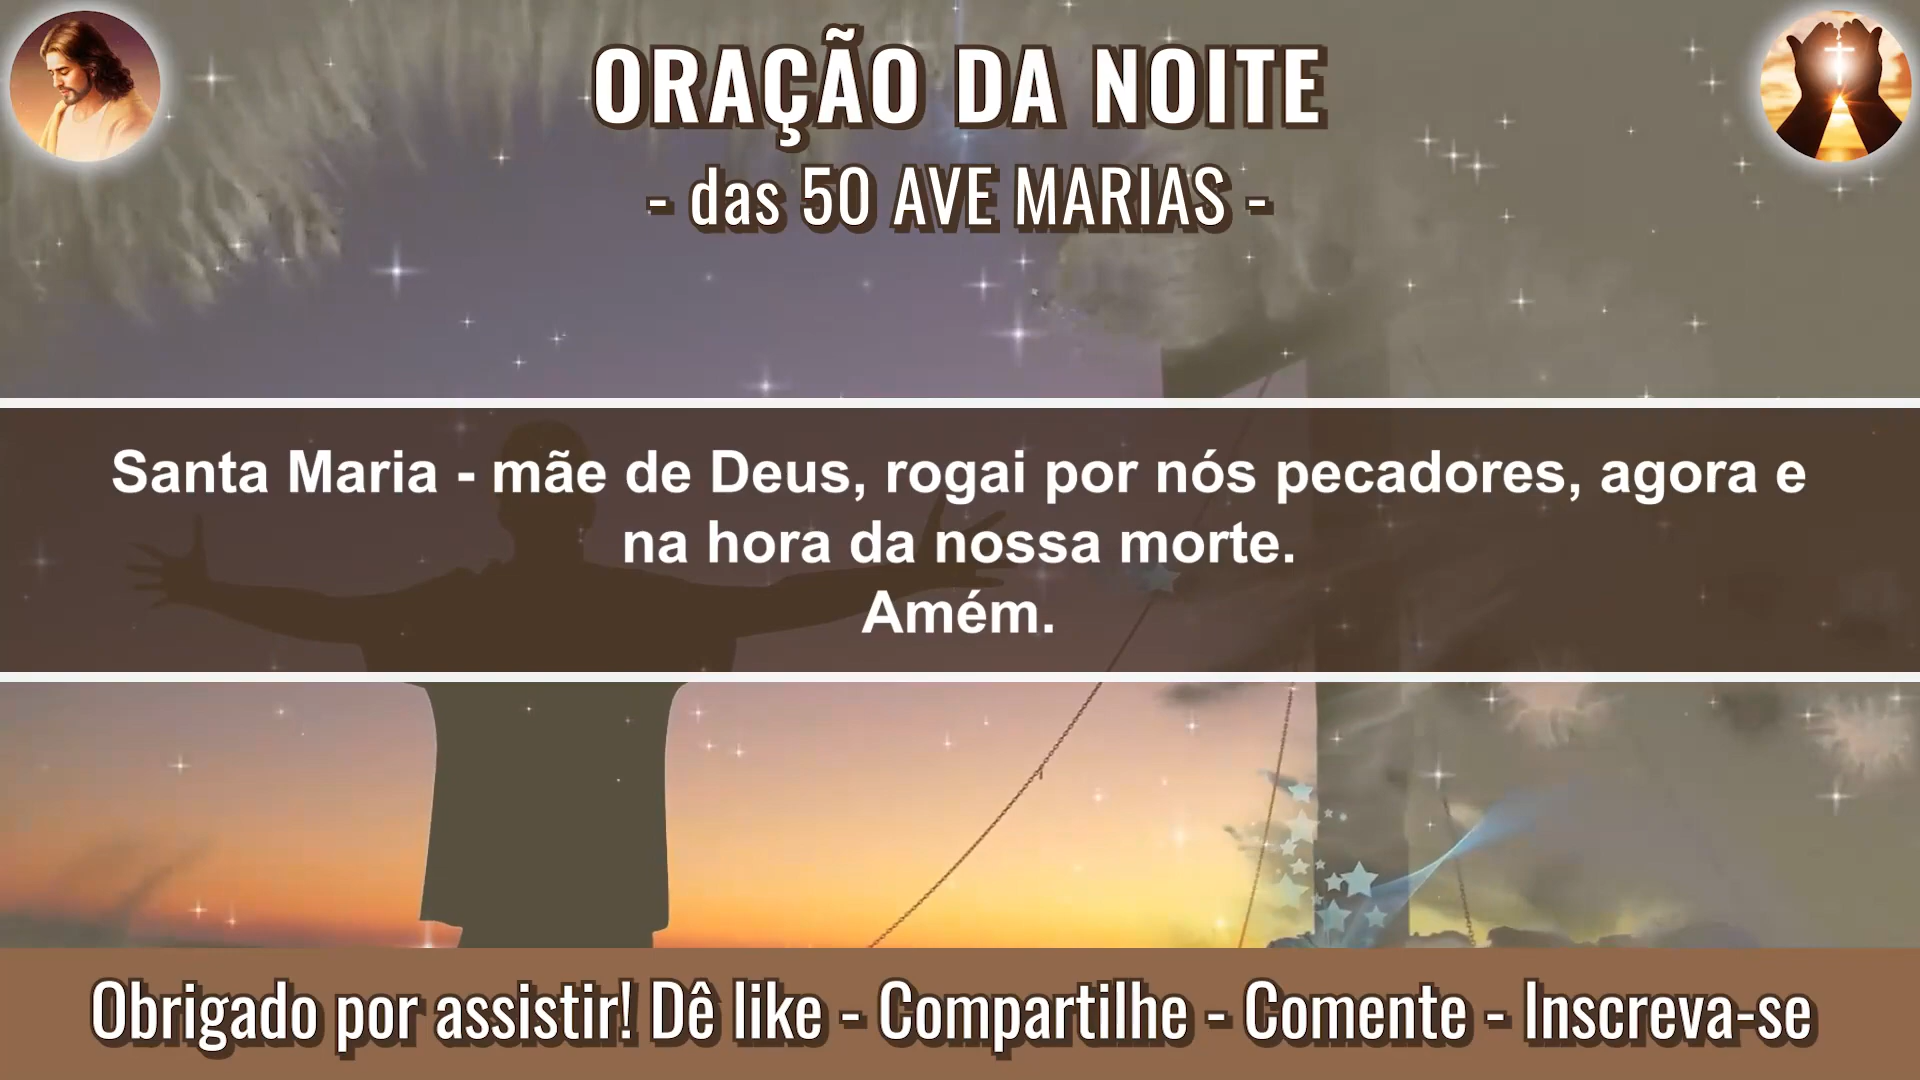 ORAÇÃO DA NOITE
- das 50 AVE MARIAS -
Santa Maria - mãe de Deus, rogai por nós pecadores, agora e
na hora da nossa morte.
Amém.
Obrigado por assistir! Dê like - Compartilhe - Comente - Inscreva-se